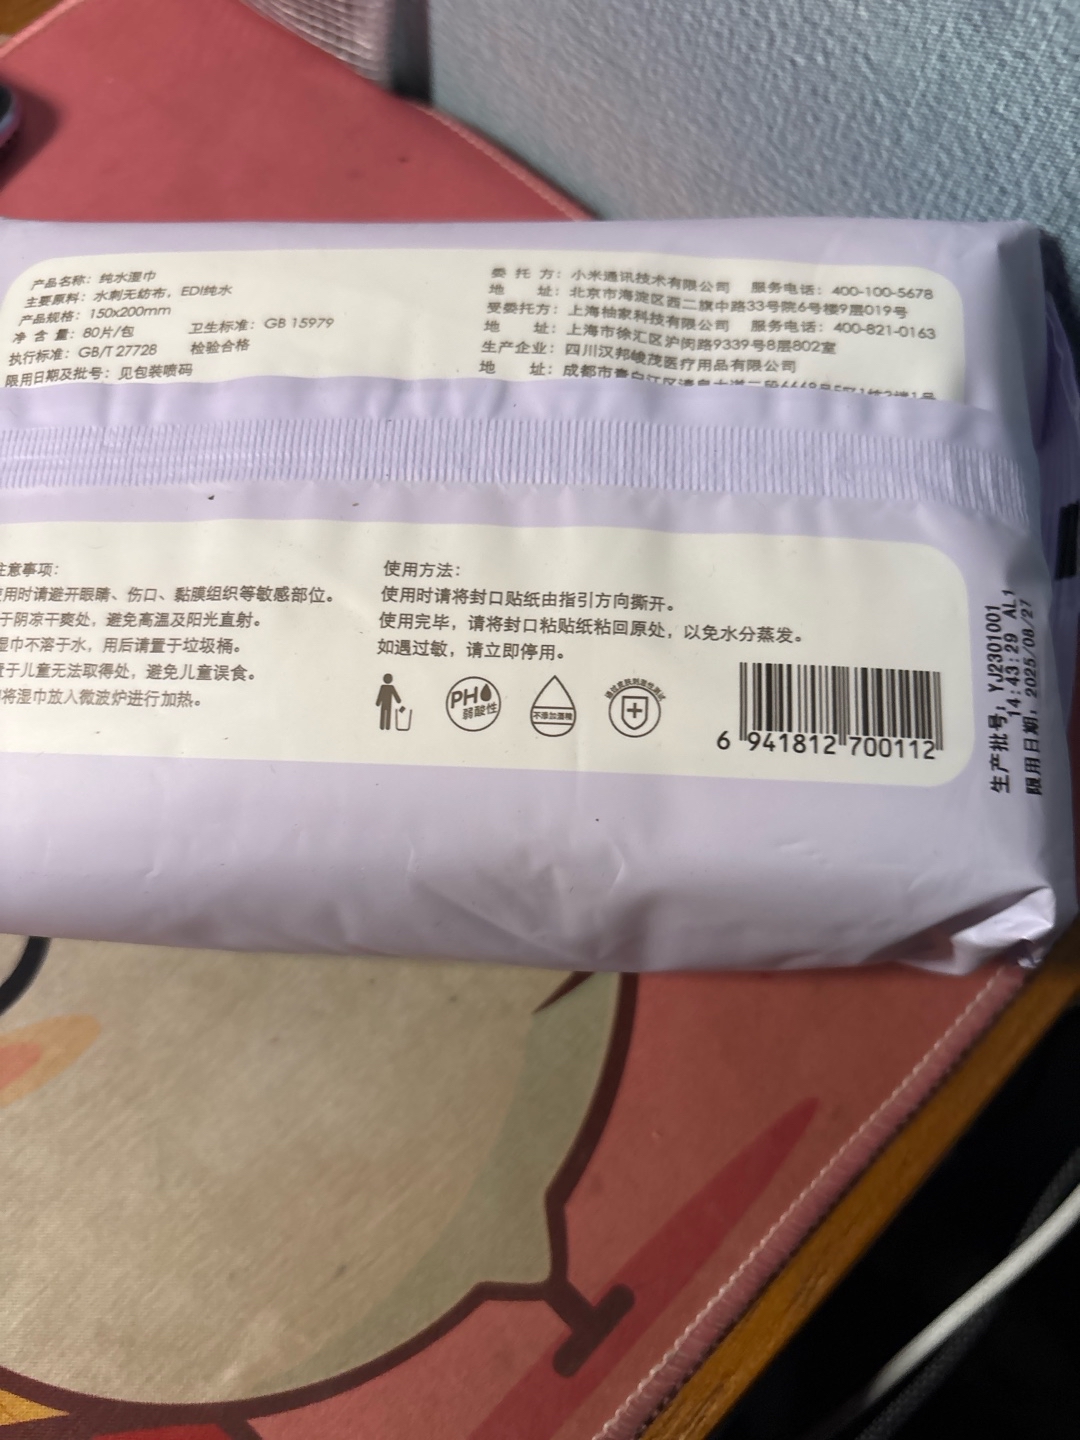 产品名称：纯水湿巾
主要原料：水刺无纺布，EDI纯水
产品规格：150x200mm
净 含 量：80片/包 卫生标准：GB 15979
执行标准：GB/T 27728 检验合格
限用日期及批号：见包装喷码
委 托 方：小米通讯技术有限公司 服务电话：400-100-5678
地 址：北京市海淀区西二旗中路33号院6号楼9层019号
受委托方：上海柚家科技有限公司 服务电话：400-821-0163
地 址：上海市徐汇区沪闵路9339号8层802室
生产企业：四川汉邦峻茂医疗用品有限公司
地 址：成都市青白江区
注意事项：
用时请避开眼睛、伤口、黏膜组织等敏感部位。
于阴凉干爽处，避免高温及阳光直射。
湿巾不溶于水，用后请置于垃圾桶。
置于儿童无法取得处，避免儿童误食。
将湿巾放入微波炉进行加热。
使用方法：
使用时请将封口贴纸由指引方向撕开。
使用完毕，请将封口粘贴纸粘回原处，以免水分蒸发。
如遇过敏，请立即停用。
PH
弱酸性
不添加酒精
6 941812 700112
生产批号：YJ2301001
14:43:29 AL1
限用日期：2025/08/27